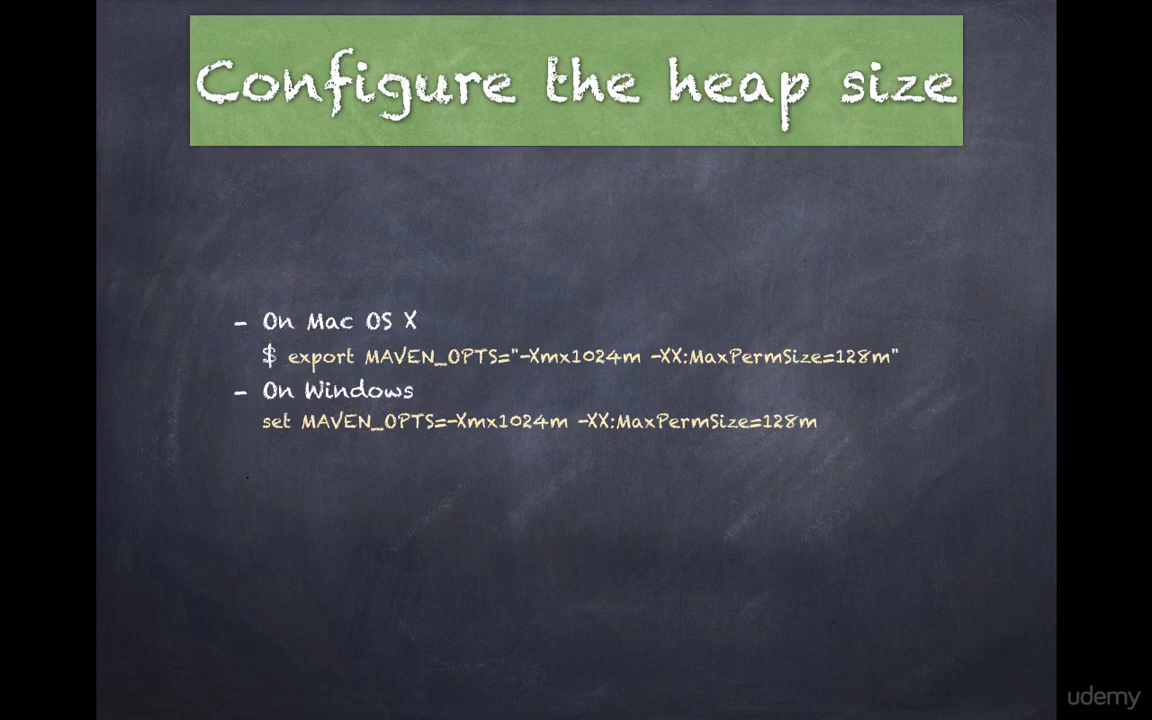 Configure the heap size
- On Mac OS X
$ export MAVEN_OPTS="-Xmx1024m -XX:MaxPermSize=128m"
- On Windows
set MAVEN_OPTS=-Xmx1024m -XX:MaxPermSize=128m
udemy